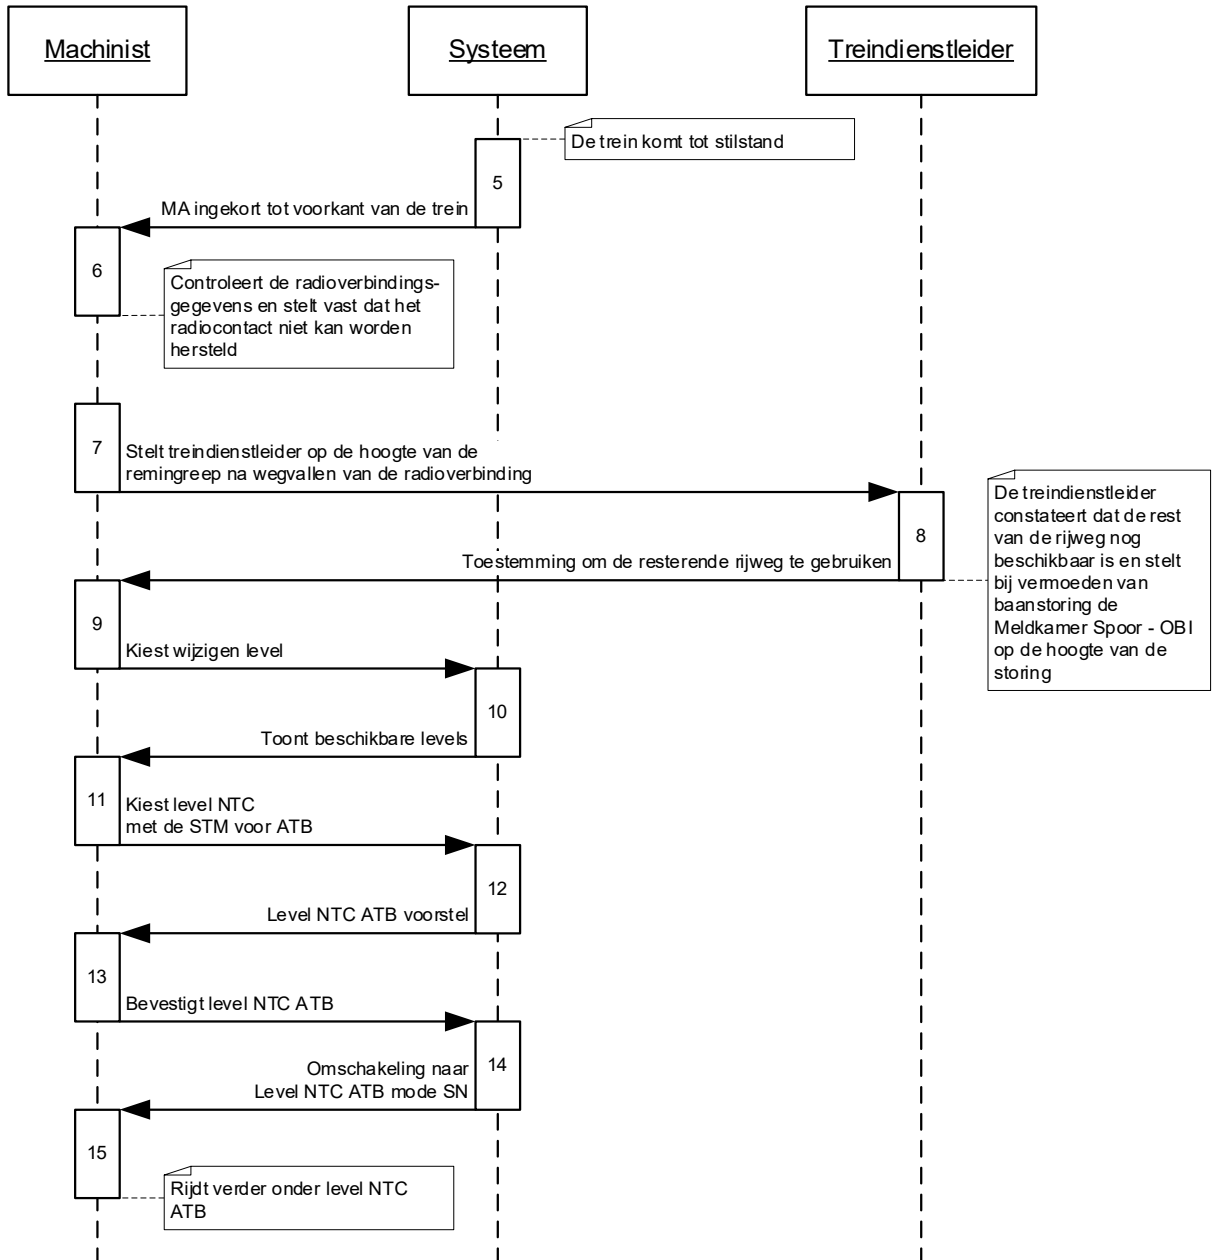 Machinist
Systeem
Treindienstleider
De trein komt tot stilstand
5
MA ingekort tot voorkant van de trein
6
Controleert de radioverbindings-
gegevens en stelt vast dat het
radiocontact niet kan worden
hersteld
7
Stelt treindienstleider op de hoogte van de
remingreep na wegvallen van de radioverbinding
8
De treindienstleider
constateert dat de rest
van de rijweg nog
beschikbaar is en stelt
bij vermoeden van
baanstoring de
Meldkamer Spoor - OBI
op de hoogte van de
storing
Toestemming om de resterende rijweg te gebruiken
9
Kiest wijzigen level
10
Toont beschikbare levels
11
Kiest level NTC
met de STM voor ATB
12
Level NTC ATB voorstel
13
Bevestigt level NTC ATB
14
Omschakeling naar
Level NTC ATB mode SN
15
Rijdt verder onder level NTC
ATB